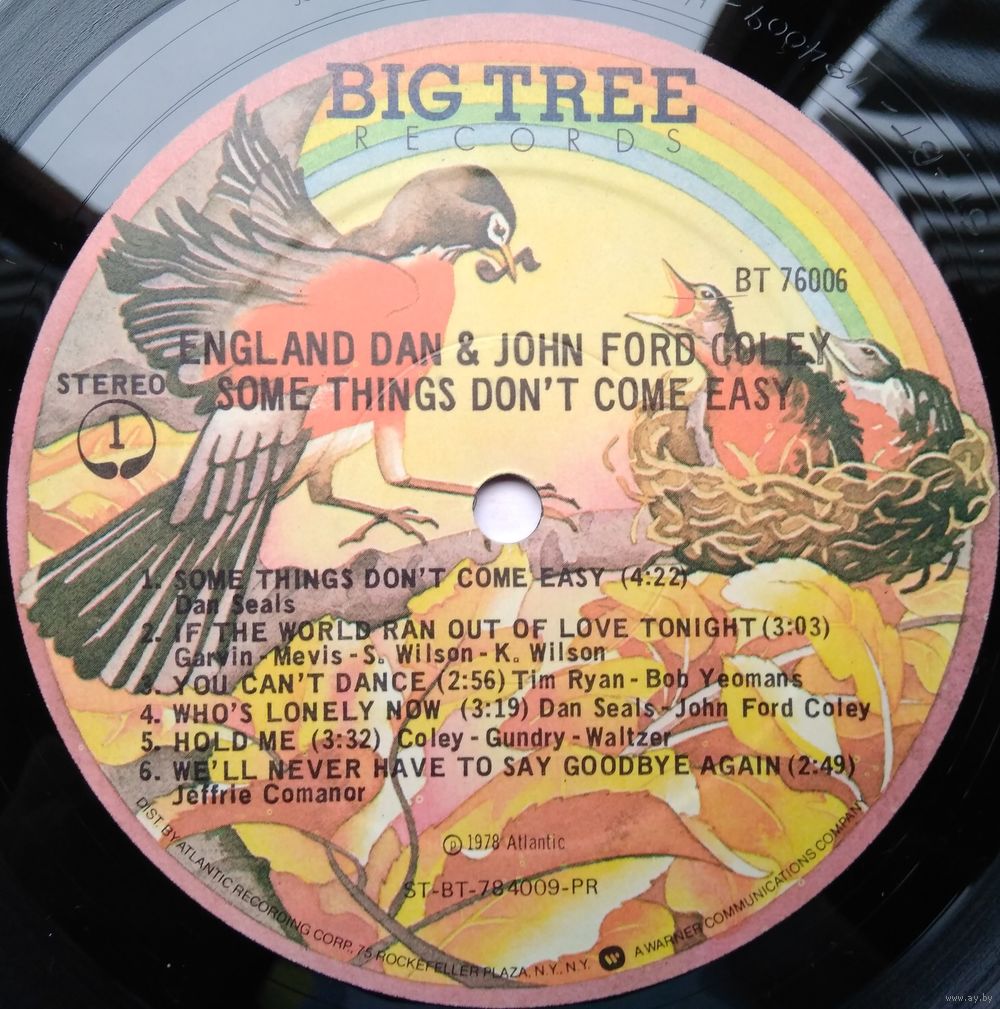 BIG TREE
RECORDS
BT 76006
ENGLAND DAN & JOHN FORD COLEY
SOME THINGS DON'T COME EASY
STEREO
1
1. SOME THINGS DON'T COME EASY (4:22)
Dan Seals
2. IF THE WORLD RAN OUT OF LOVE TONIGHT (3:03)
Garvin - Mevis - S. Wilson - K. Wilson
3. YOU CAN'T DANCE (2:56) Tim Ryan - Bob Yeomans
4. WHO'S LONELY NOW (3:19) Dan Seals - John Ford Coley
5. HOLD ME (3:32) Coley - Gundry - Waltzer
6. WE'LL NEVER HAVE TO SAY GOODBYE AGAIN (2:49)
Jeffrie Comanor
℗ 1978 Atlantic
ST-BT-784009-PR
DIST. BY ATLANTIC RECORDING CORP., 75 ROCKEFELLER PLAZA, N.Y., N.Y. A WARNER COMMUNICATIONS COMPANY
www.ay.by